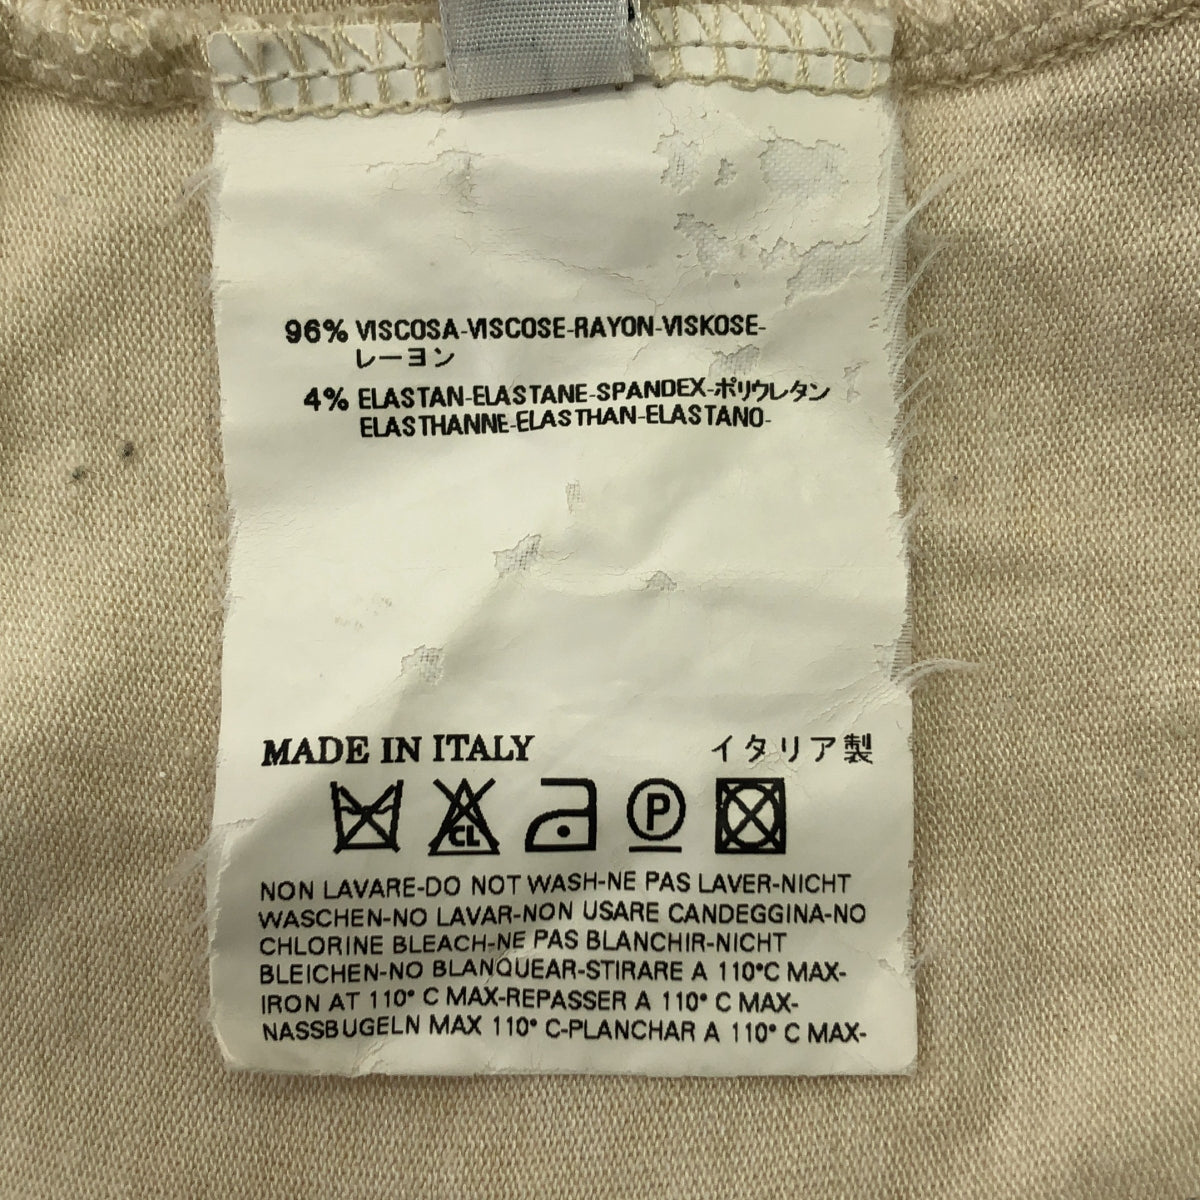 96% VISCOSA-VISCOSE-RAYON-VISKOSE-
レーヨン
4% ELASTAN-ELASTANE-SPANDEX-ポリウレタン
ELASTHANNE-ELASTHAN-ELASTANO-
MADE IN ITALY イタリア製
CL P
NON LAVARE-DO NOT WASH-NE PAS LAVER-NICHT
WASCHEN-NO LAVAR-NON USARE CANDEGGINA-NO
CHLORINE BLEACH-NE PAS BLANCHIR-NICHT
BLEICHEN-NO BLANQUEAR-STIRARE A 110°C MAX-
IRON AT 110° C MAX-REPASSER A 110° C MAX-
NASSBUGELN MAX 110° C-PLANCHAR A 110° C MAX-